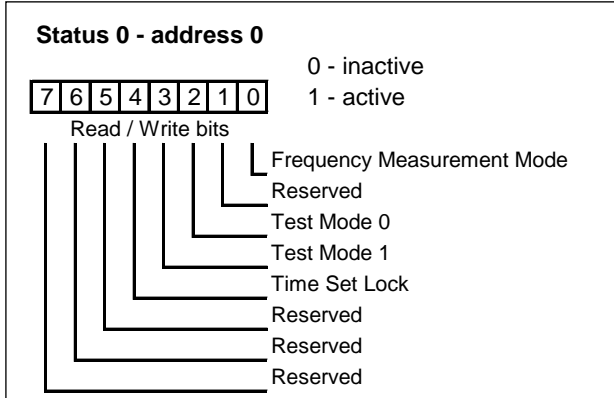 Status 0 - address 0
0 - inactive
1 - active
7 6 5 4 3 2 1 0
Read / Write bits
Frequency Measurement Mode
Reserved
Test Mode 0
Test Mode 1
Time Set Lock
Reserved
Reserved
Reserved